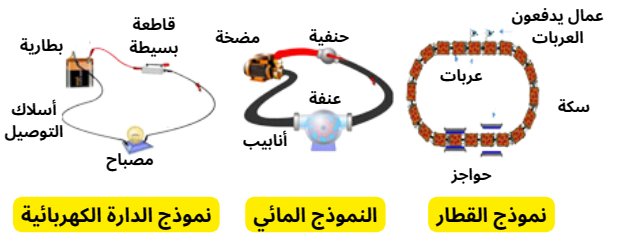 عمال يدفعون
العربات
عربات
سكة
حواجز
نموذج القطار
حنفية
مضخة
عنفة
أنابيب
النموذج المائي
قاطعة
بسيطة
بطارية
أسلاك
التوصيل
مصباح
نموذج الدارة الكهربائية